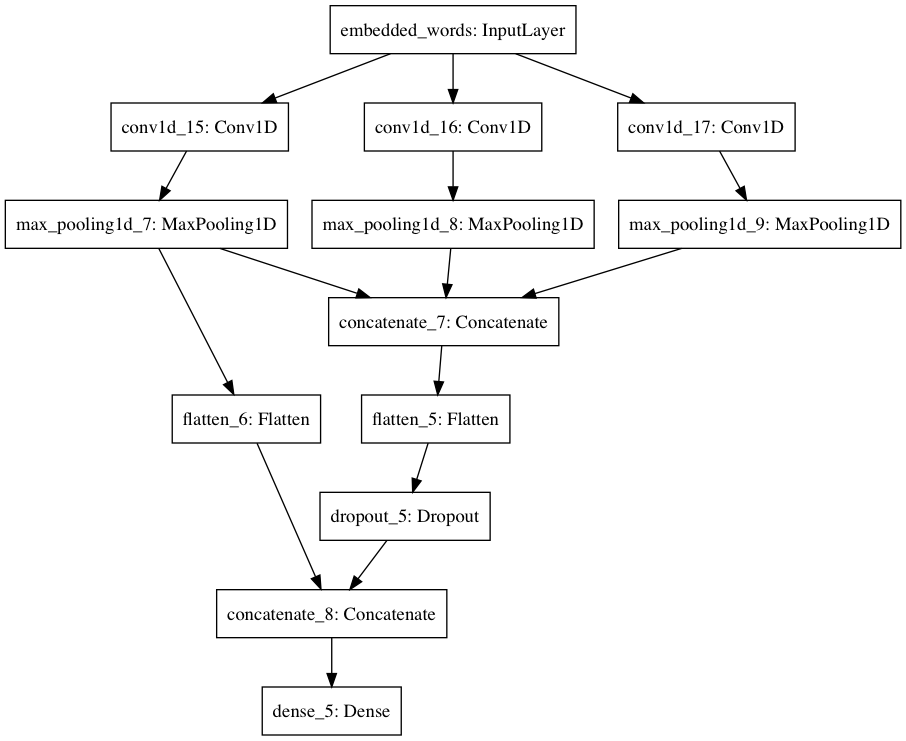 embedded_words: InputLayer
conv1d_15: Conv1D
conv1d_16: Conv1D
conv1d_17: Conv1D
max_pooling1d_7: MaxPooling1D
max_pooling1d_8: MaxPooling1D
max_pooling1d_9: MaxPooling1D
concatenate_7: Concatenate
flatten_6: Flatten
flatten_5: Flatten
dropout_5: Dropout
concatenate_8: Concatenate
dense_5: Dense